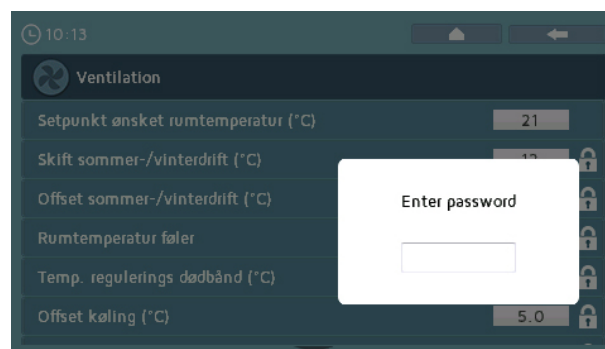 10:13
Ventilation
Setpunkt ønsket rumtemperatur (°C) 21
Skift sommer-/vinterdrift (°C)
Offset sommer-/vinterdrift (°C)
Rumtemperatur føler
Temp. regulerings dødbånd (°C)
Offset køling (°C) 5.0
Enter password